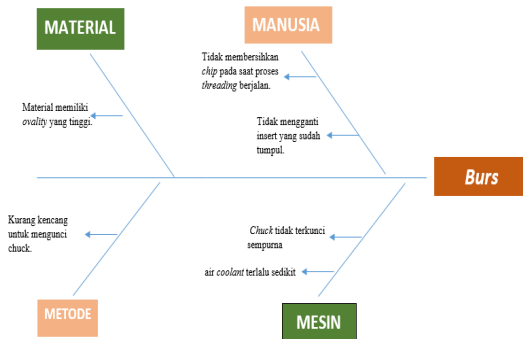 MATERIAL
MANUSIA
Tidak membersihkan
chip pada saat proses
threading berjalan.
Material memiliki
ovality yang tinggi.
Tidak mengganti
insert yang sudah
tumpul.
Burs
Kurang kencang
untuk mengunci
chuck.
Chuck tidak terkunci
sempurna
air coolant terlalu sedikit
METODE
MESIN